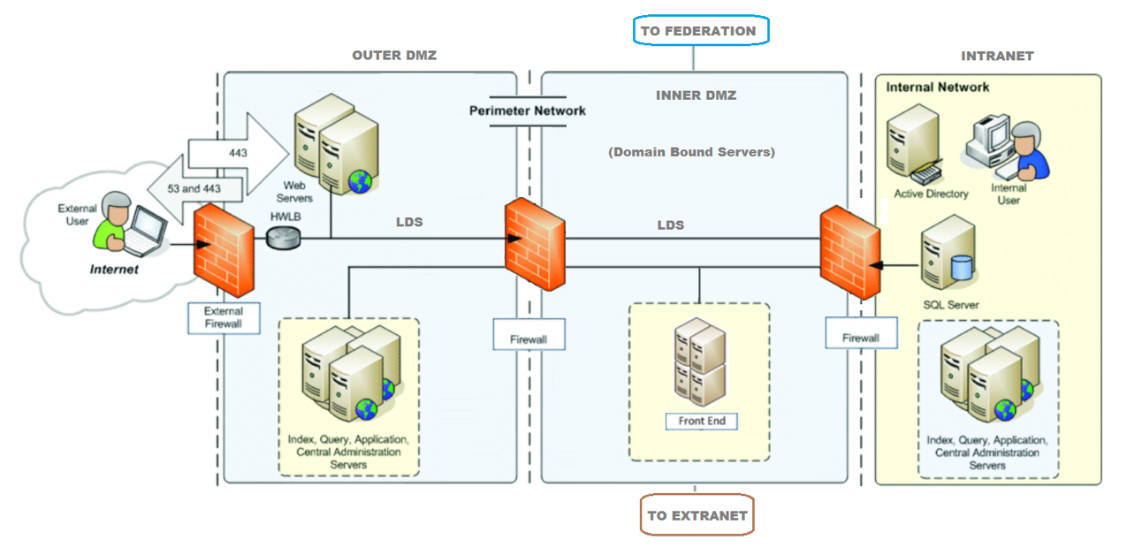 TO FEDERATION
OUTER DMZ
INTRANET
INNER DMZ
Internal Network
Perimeter Network
(Domain Bound Servers)
443
53 and 443
Web
Servers
Active Directory
Internal
User
External
User
HWLB
LDS
LDS
Internet
SQL Server
External
Firewall
Firewall
Firewall
Front End
Index, Query, Application,
Central Administration
Servers
Index, Query, Application,
Central Administration
Servers
TO EXTRANET